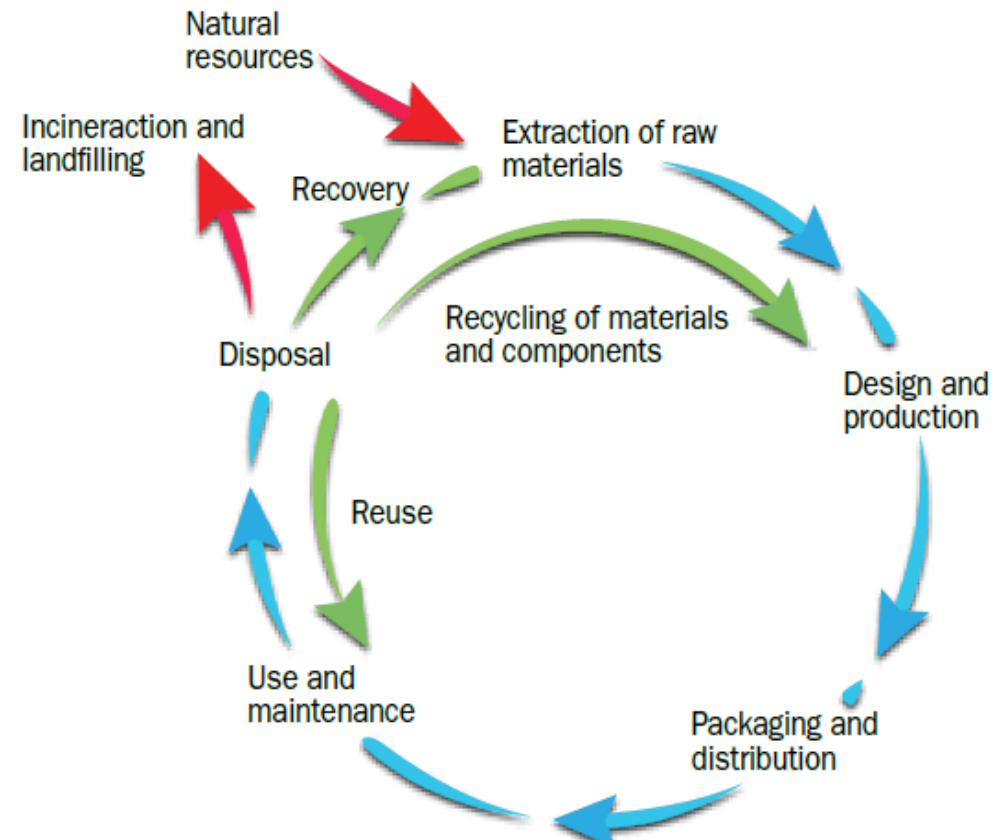 Natural
resources
Incineraction and
landfilling
Extraction of raw
materials
Recovery
Recycling of materials
and components
Disposal
Design and
production
Reuse
Use and
maintenance
Packaging and
distribution